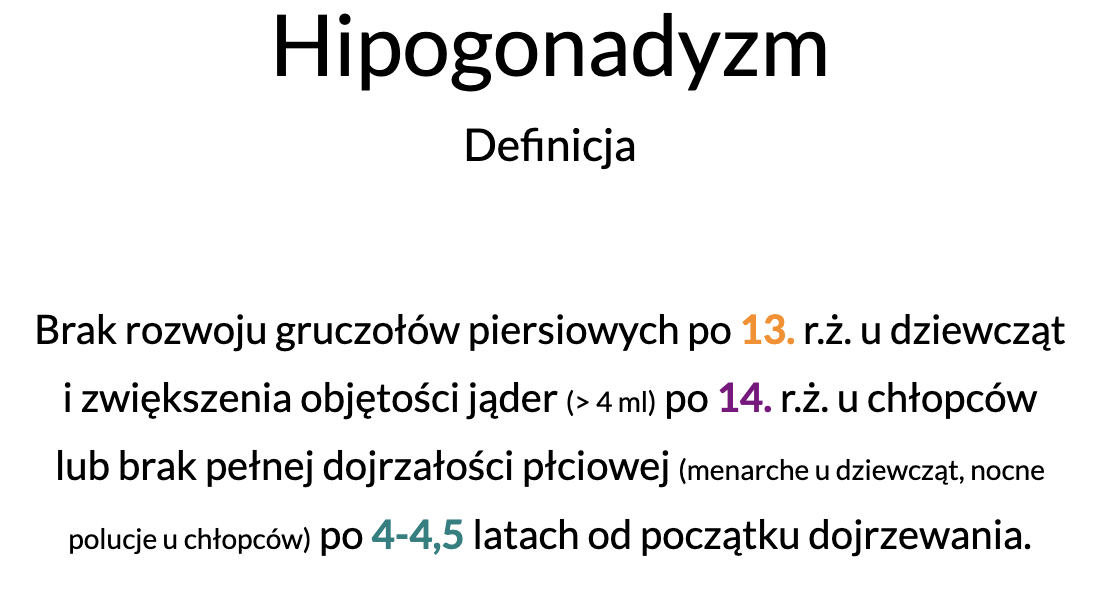 Hipogonadyzm
Definicja
Brak rozwoju gruczołów piersiowych po 13. r.ż. u dziewcząt
i zwiększenia objętości jąder (> 4 ml) po 14. r.ż. u chłopców
lub brak pełnej dojrzałości płciowej (menarche u dziewcząt, nocne
polucje u chłopców) po 4-4,5 latach od początku dojrzewania.